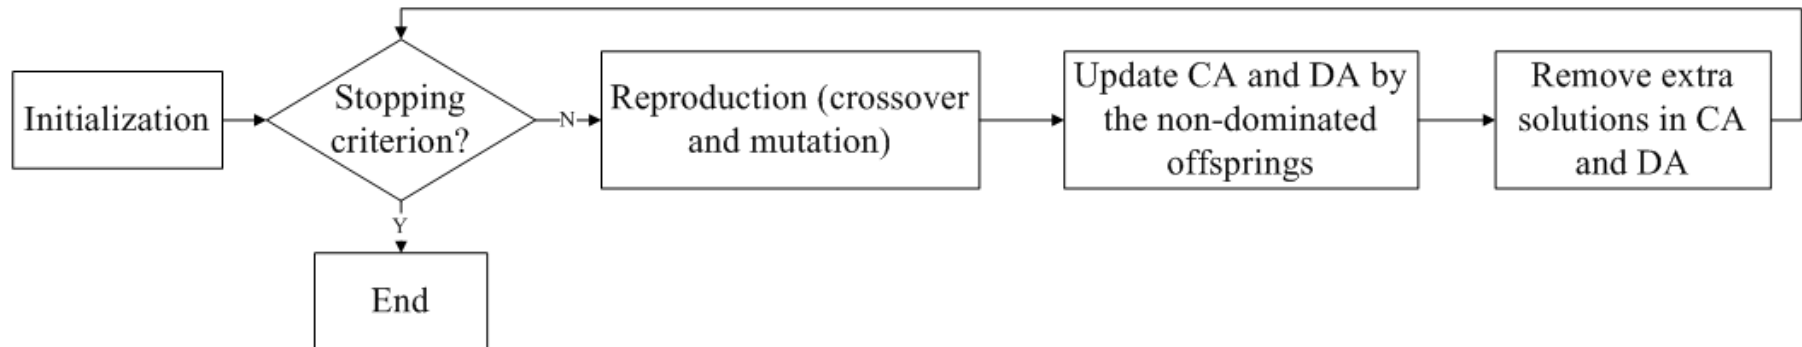 Initialization
Stopping
criterion?
N
Reproduction (crossover
and mutation)
Update CA and DA by
the non-dominated
offsprings
Remove extra
solutions in CA
and DA
Y
End